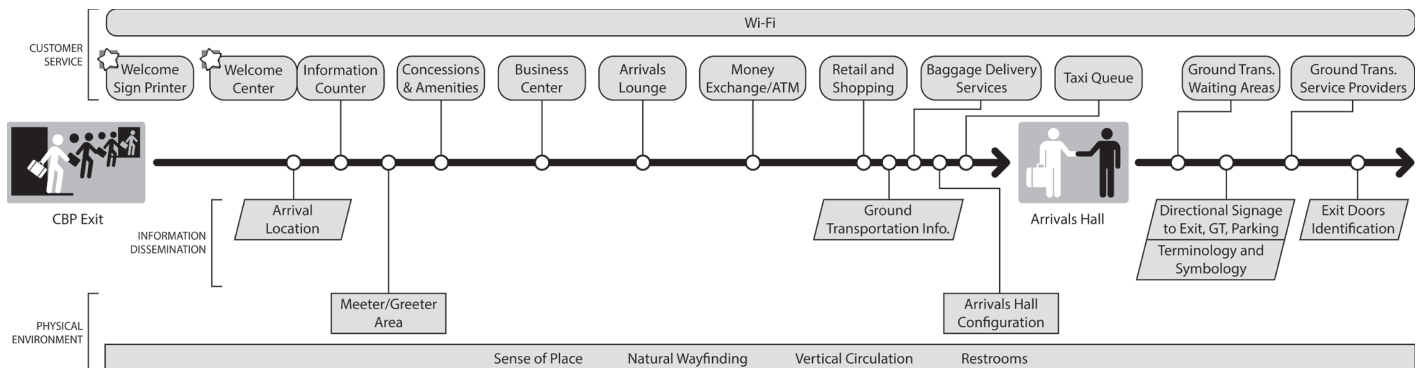 Wi-Fi
CUSTOMER
SERVICE
Welcome
Sign Printer
Welcome
Center
Information
Counter
Concessions
& Amenities
Business
Center
Arrivals
Lounge
Money
Exchange/ATM
Retail and
Shopping
Baggage Delivery
Services
Taxi Queue
Ground Trans.
Waiting Areas
Ground Trans.
Service Providers
CBP Exit
Arrivals Hall
INFORMATION
DISSEMINATION
Arrival
Location
Ground
Transportation Info.
Directional Signage
to Exit, GT, Parking
Terminology and
Symbology
Exit Doors
Identification
PHYSICAL
ENVIRONMENT
Meeter/Greeter
Area
Arrivals Hall
Configuration
Sense of Place Natural Wayfinding Vertical Circulation Restrooms